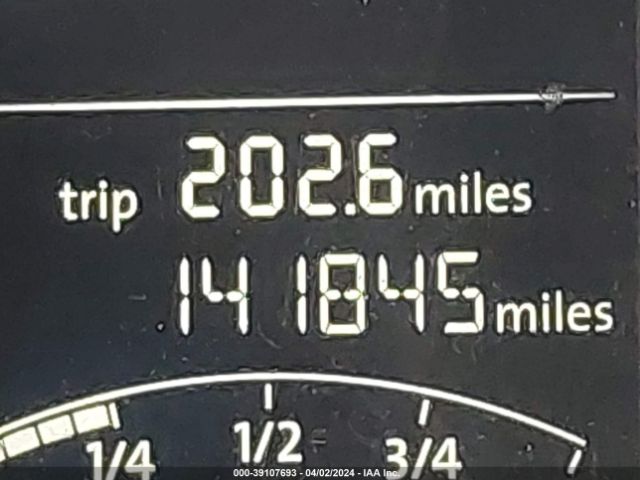 trip 202.6 miles
141845 miles
1/4 1/2 3/4
000-39107693 - 04/02/2024 - IAA Inc.